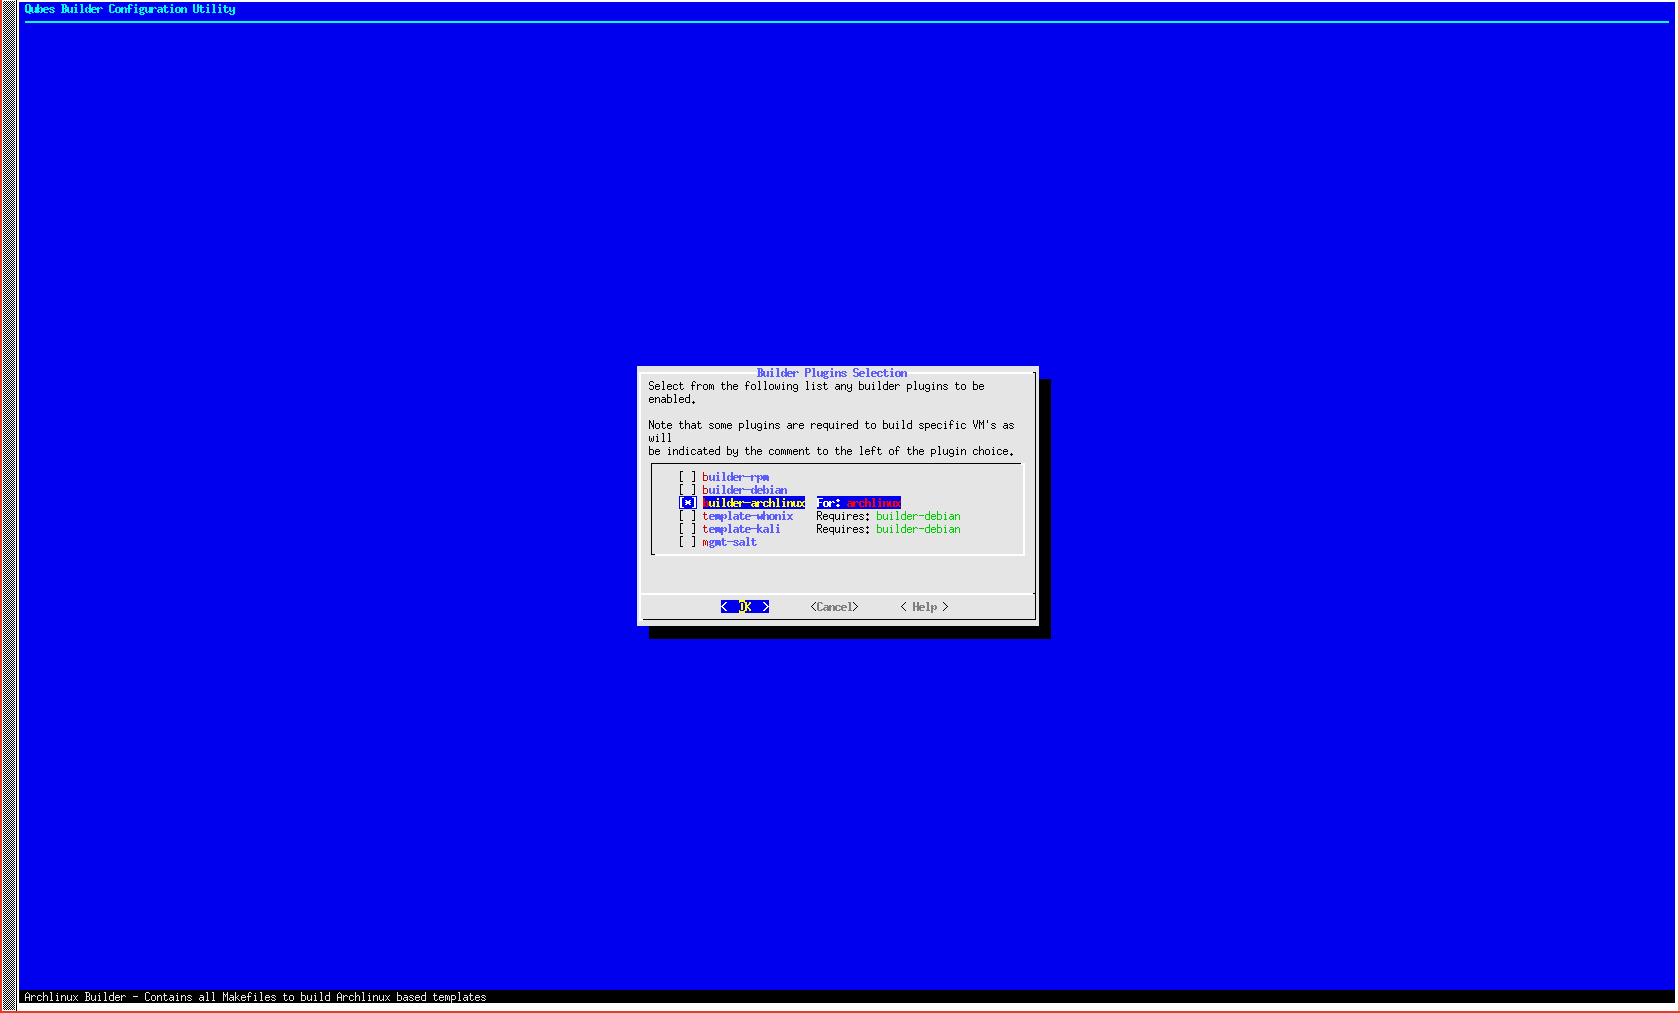 Qubes Builder Configuration Utility
Builder Plugins Selection
Select from the following list any builder plugins to be
enabled.
Note that some plugins are required to build specific VM's as
will
be indicated by the comment to the left of the plugin choice.
[ ] builder-rpm
[ ] builder-debian
[*] builder-archlinux For: archlinux
[ ] template-whonix Requires: builder-debian
[ ] template-kali Requires: builder-debian
[ ] mgmt-salt
< OK > <Cancel> < Help >
Archlinux Builder - Contains all Makefiles to build Archlinux based templates